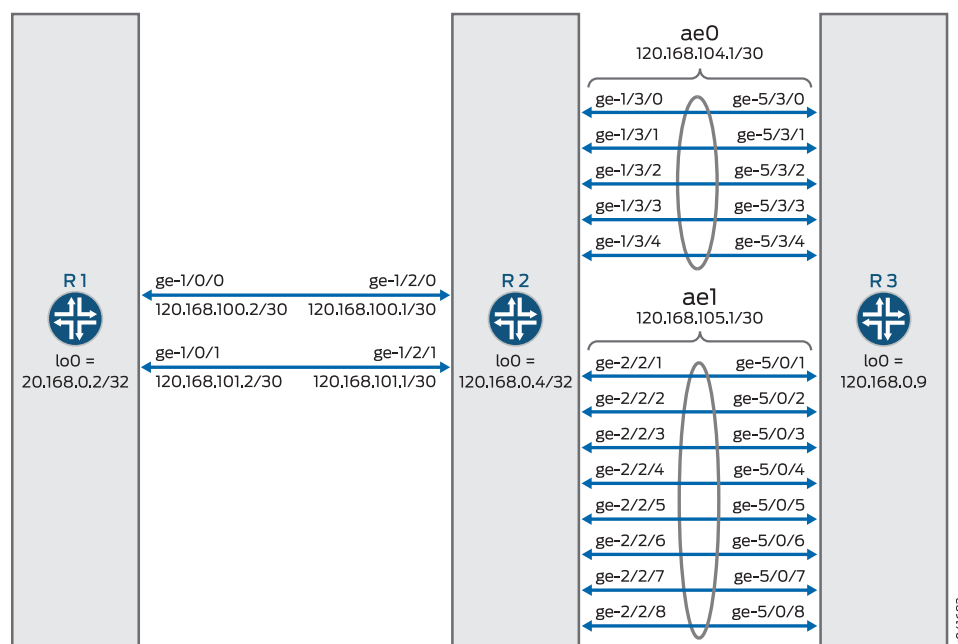 ae0
120.168.104.1/30
ge-1/3/0 ge-5/3/0
ge-1/3/1 ge-5/3/1
ge-1/3/2 ge-5/3/2
ge-1/3/3 ge-5/3/3
ge-1/3/4 ge-5/3/4
R 1
lo0 =
20.168.0.2/32
ge-1/0/0 ge-1/2/0
120.168.100.2/30 120.168.100.1/30
ge-1/0/1 ge-1/2/1
120.168.101.2/30 120.168.101.1/30
R 2
lo0 =
120.168.0.4/32
ae1
120.168.105.1/30
ge-2/2/1 ge-5/0/1
ge-2/2/2 ge-5/0/2
ge-2/2/3 ge-5/0/3
ge-2/2/4 ge-5/0/4
ge-2/2/5 ge-5/0/5
ge-2/2/6 ge-5/0/6
ge-2/2/7 ge-5/0/7
ge-2/2/8 ge-5/0/8
R 3
lo0 =
120.168.0.9